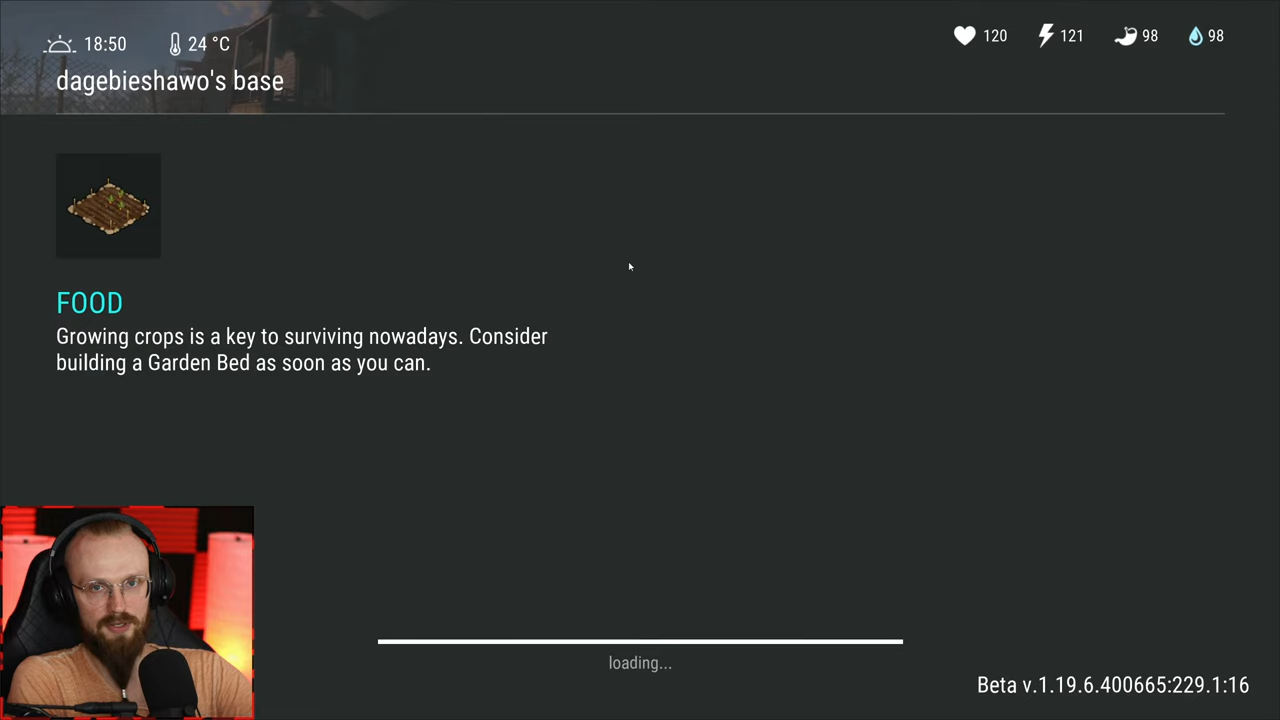 18:50 24 °C 120 121 98 98
dagebieshawo's base
FOOD
Growing crops is a key to surviving nowadays. Consider
building a Garden Bed as soon as you can.
loading...
Beta v.1.19.6.400665:229.1:16